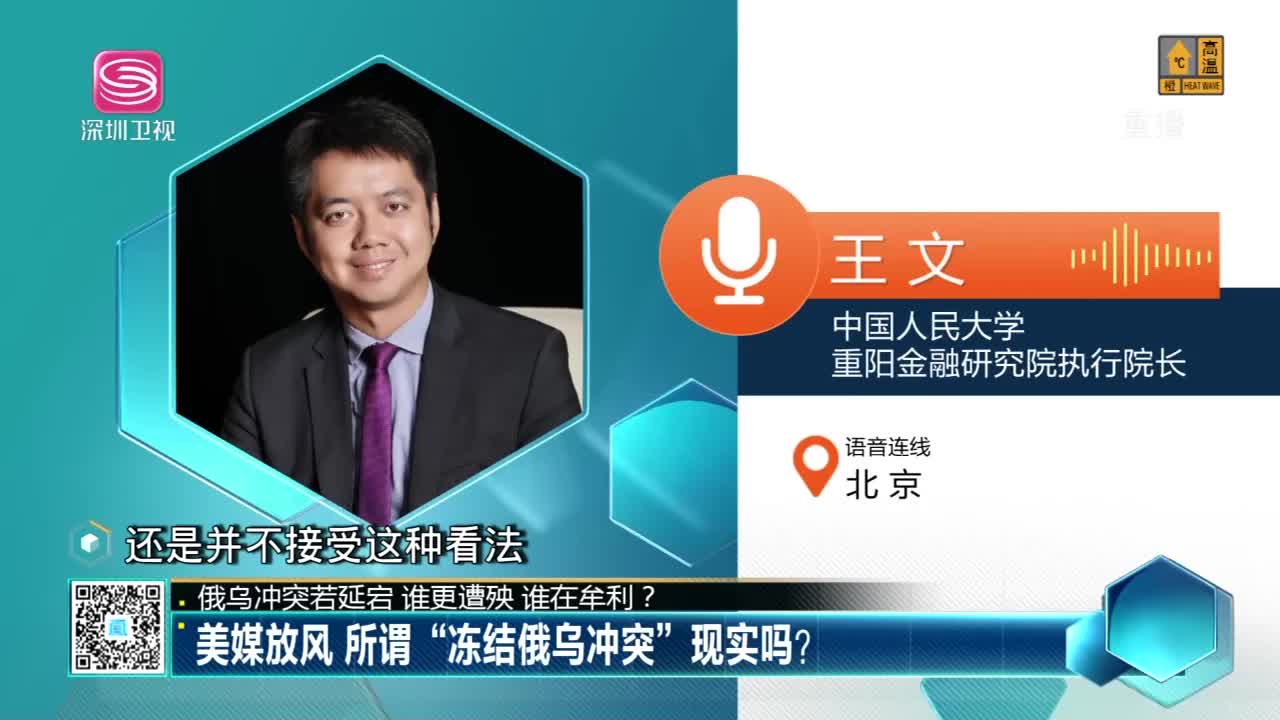 深圳卫视
高温
℃
橙
HEAT WAVE
重播
王文
中国人民大学
重阳金融研究院执行院长
语音连线
北京
还是并不接受这种看法
俄乌冲突若延宕 谁更遭殃 谁在牟利？
美媒放风 所谓“冻结俄乌冲突”现实吗？